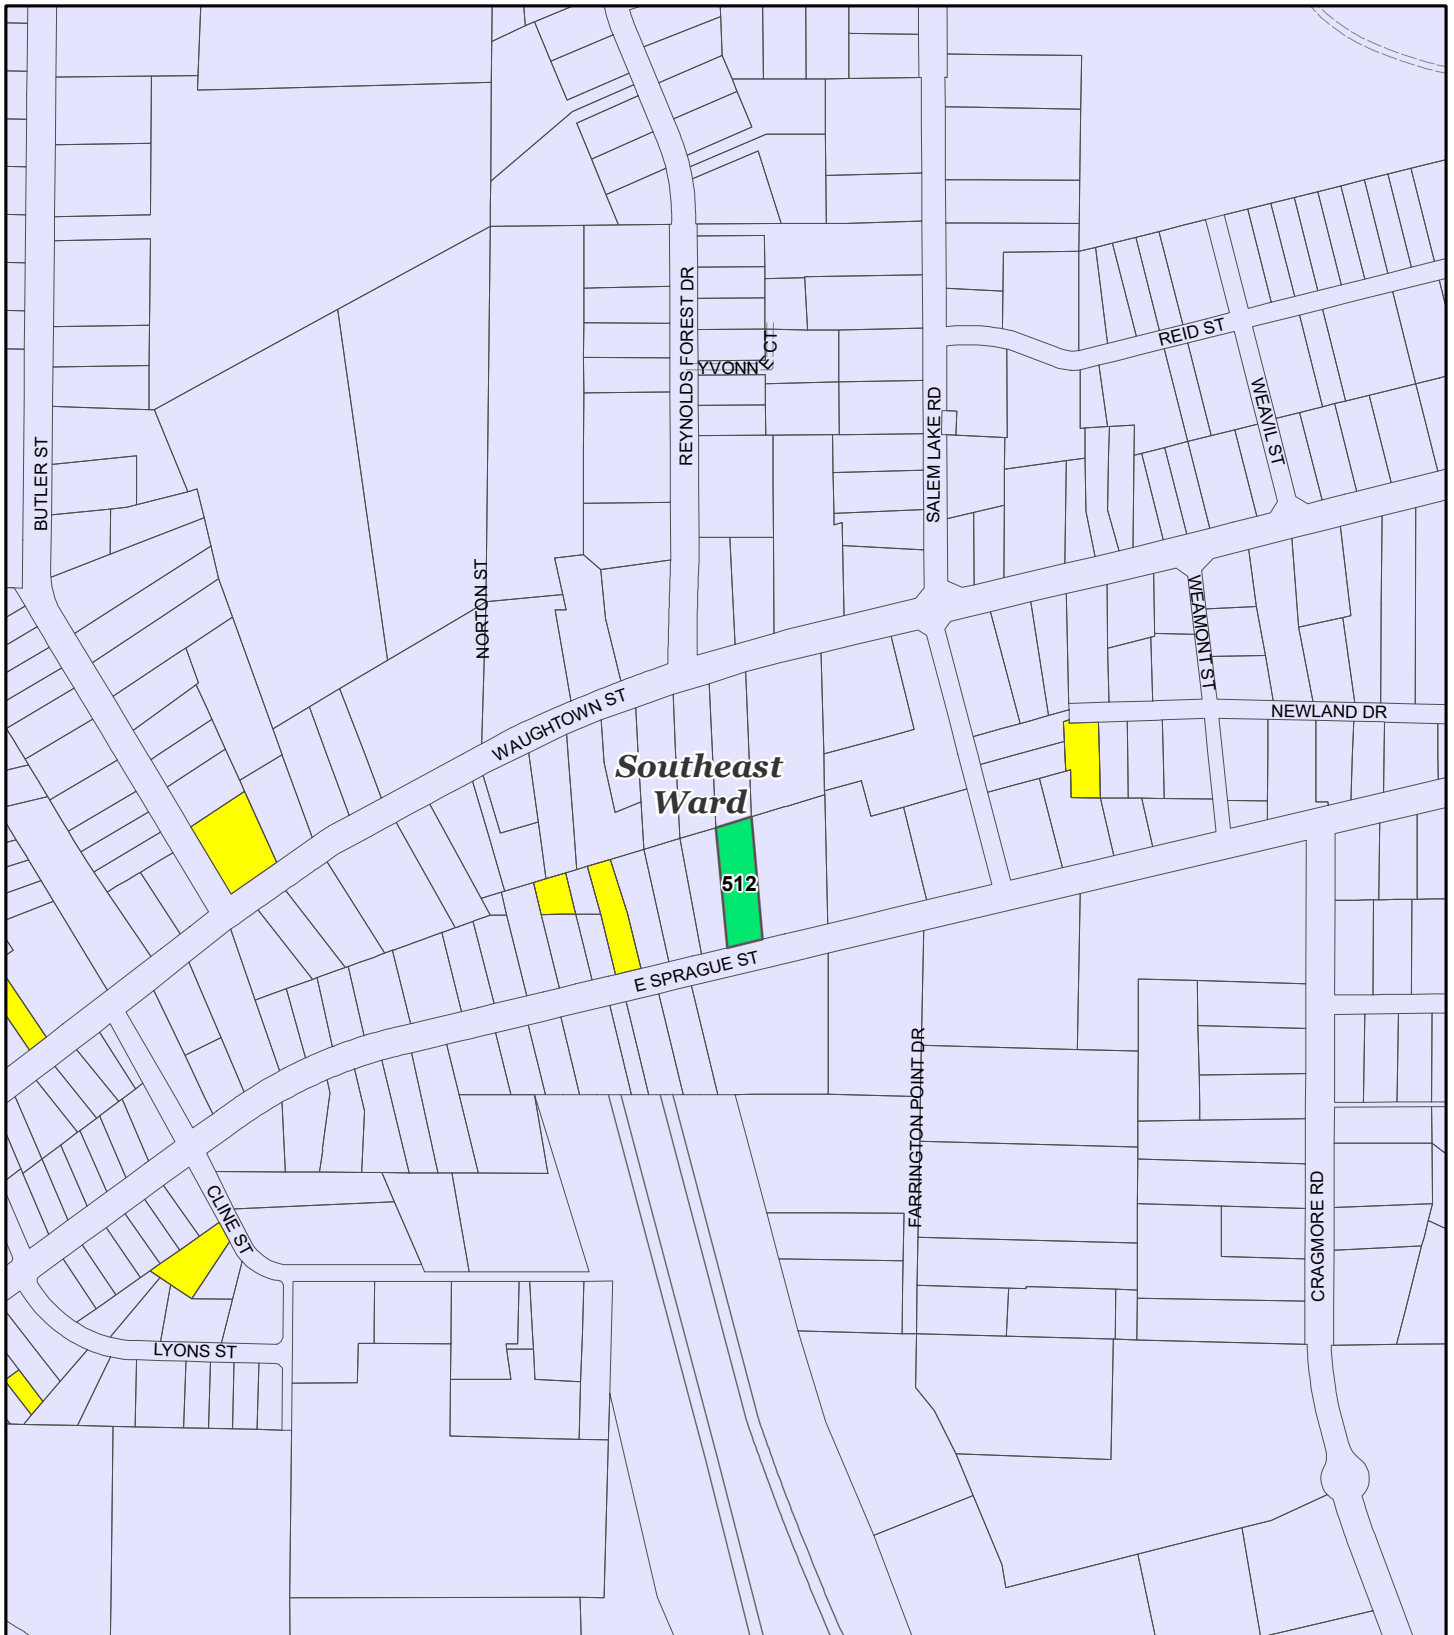 REYNOLDS FOREST DR
REID ST
YVONNE CT
WEAVIL ST
SALEM LAKE RD
BUTLER ST
NORTON ST
WEAMONT ST
WAUGHTOWN ST
NEWLAND DR
Southeast
Ward
512
E SPRAGUE ST
FARRINGTON POINT DR
CLINE ST
CRAGMORE RD
LYONS ST